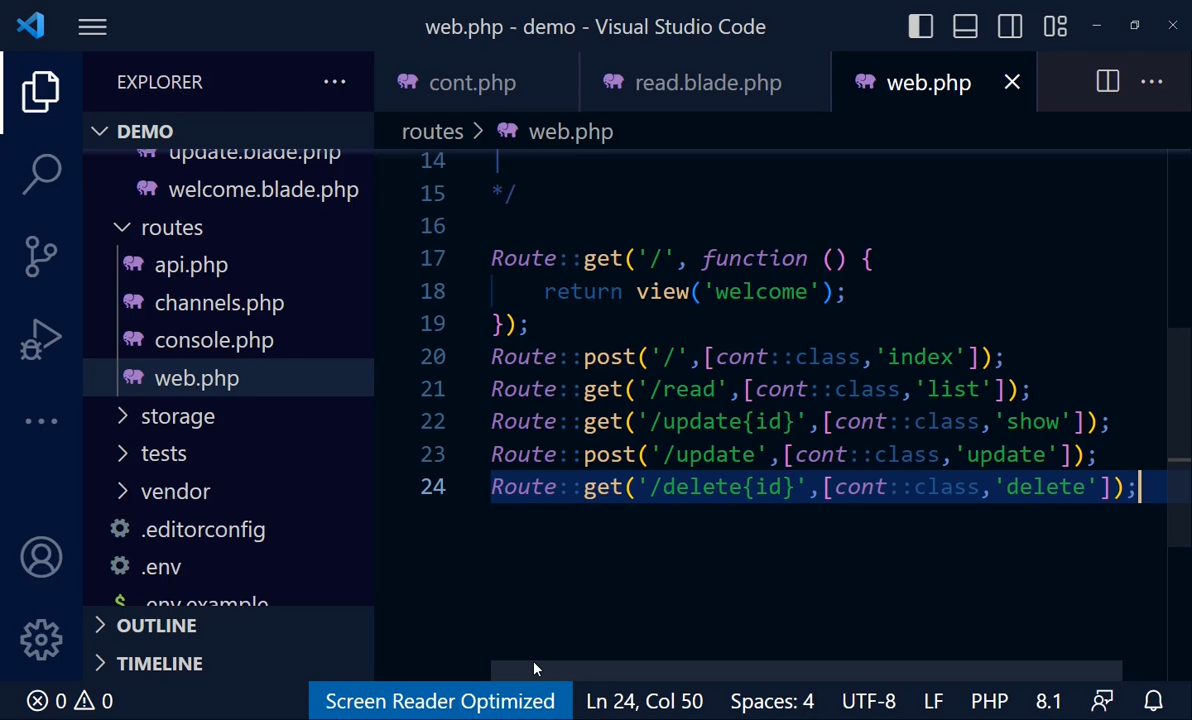 web.php - demo - Visual Studio Code
EXPLORER
cont.php
read.blade.php
web.php
DEMO
routes > web.php
update.blade.php
welcome.blade.php
routes
api.php
channels.php
console.php
web.php
storage
tests
vendor
.editorconfig
.env
.env.example
OUTLINE
TIMELINE
14 |
15 */
16
17 Route::get('/', function () {
18 return view('welcome');
19 });
20 Route::post('/',[cont::class,'index']);
21 Route::get('/read',[cont::class,'list']);
22 Route::get('/update{id}',[cont::class,'show']);
23 Route::post('/update',[cont::class,'update']);
24 Route::get('/delete{id}',[cont::class,'delete']);
0 0 Screen Reader Optimized Ln 24, Col 50 Spaces: 4 UTF-8 LF PHP 8.1